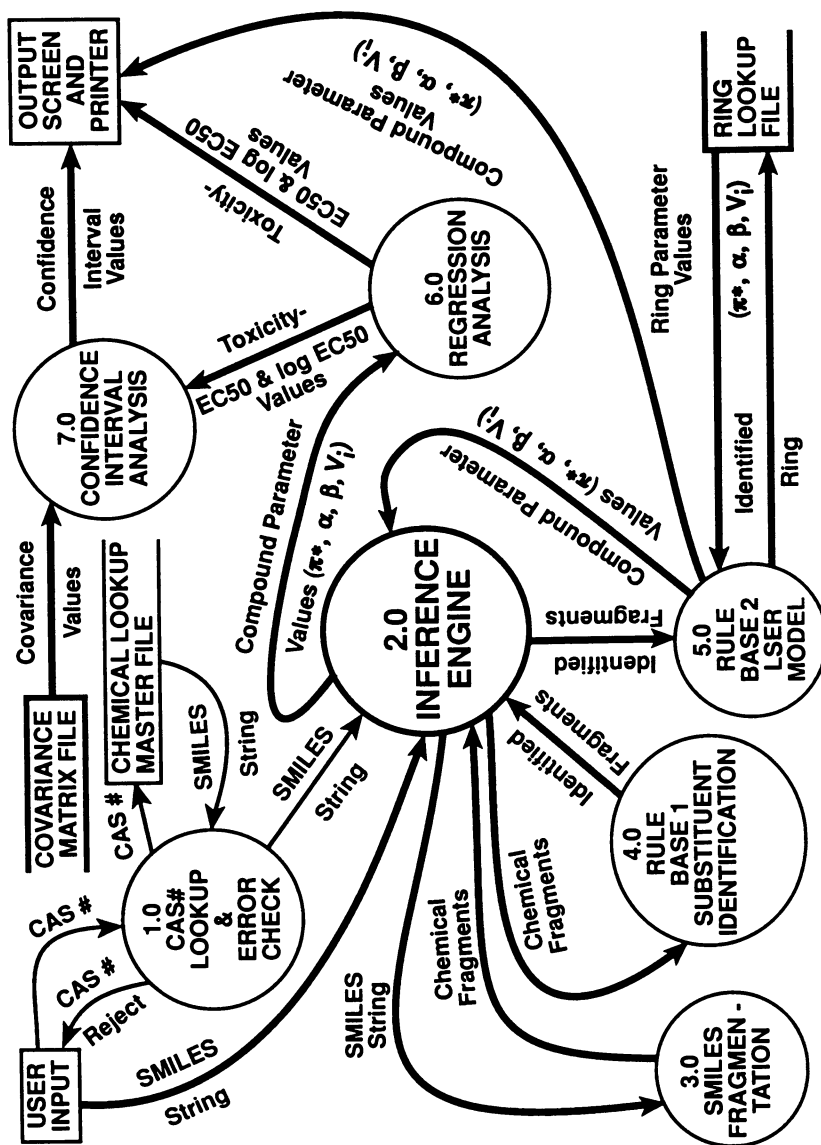 USER
INPUT
CAS #
CAS #
Reject
SMILES
String
1.0
CAS#
LOOKUP
&
ERROR
CHECK
CAS #
CHEMICAL LOOKUP
MASTER FILE
SMILES
String
SMILES
String
COVARIANCE
MATRIX FILE
Covariance
Values
7.0
CONFIDENCE
INTERVAL
ANALYSIS
Confidence
Interval
Values
OUTPUT
SCREEN
AND
PRINTER
2.0
INFERENCE
ENGINE
Compound Parameter
Values (π*, α, β, Vi)
6.0
REGRESSION
ANALYSIS
Toxicity-
EC50 & log EC50
Values
Toxicity-
EC50 & log EC50
Values
Compound Parameter
Values
(π*, α, β, Vi)
SMILES
String
3.0
SMILES
FRAGMEN -
TATION
Chemical
Fragments
Chemical
Fragments
4.0
RULE
BASE 1
SUBSTITUENT
IDENTIFICATION
Identified
Fragments
Identified
Fragments
5.0
RULE
BASE 2
LSER
MODEL
Compound Parameter
Values (π*, α, β, Vi)
Ring Parameter
Values
(π*, α, β, Vi)
Identified
Ring
RING
LOOKUP
FILE